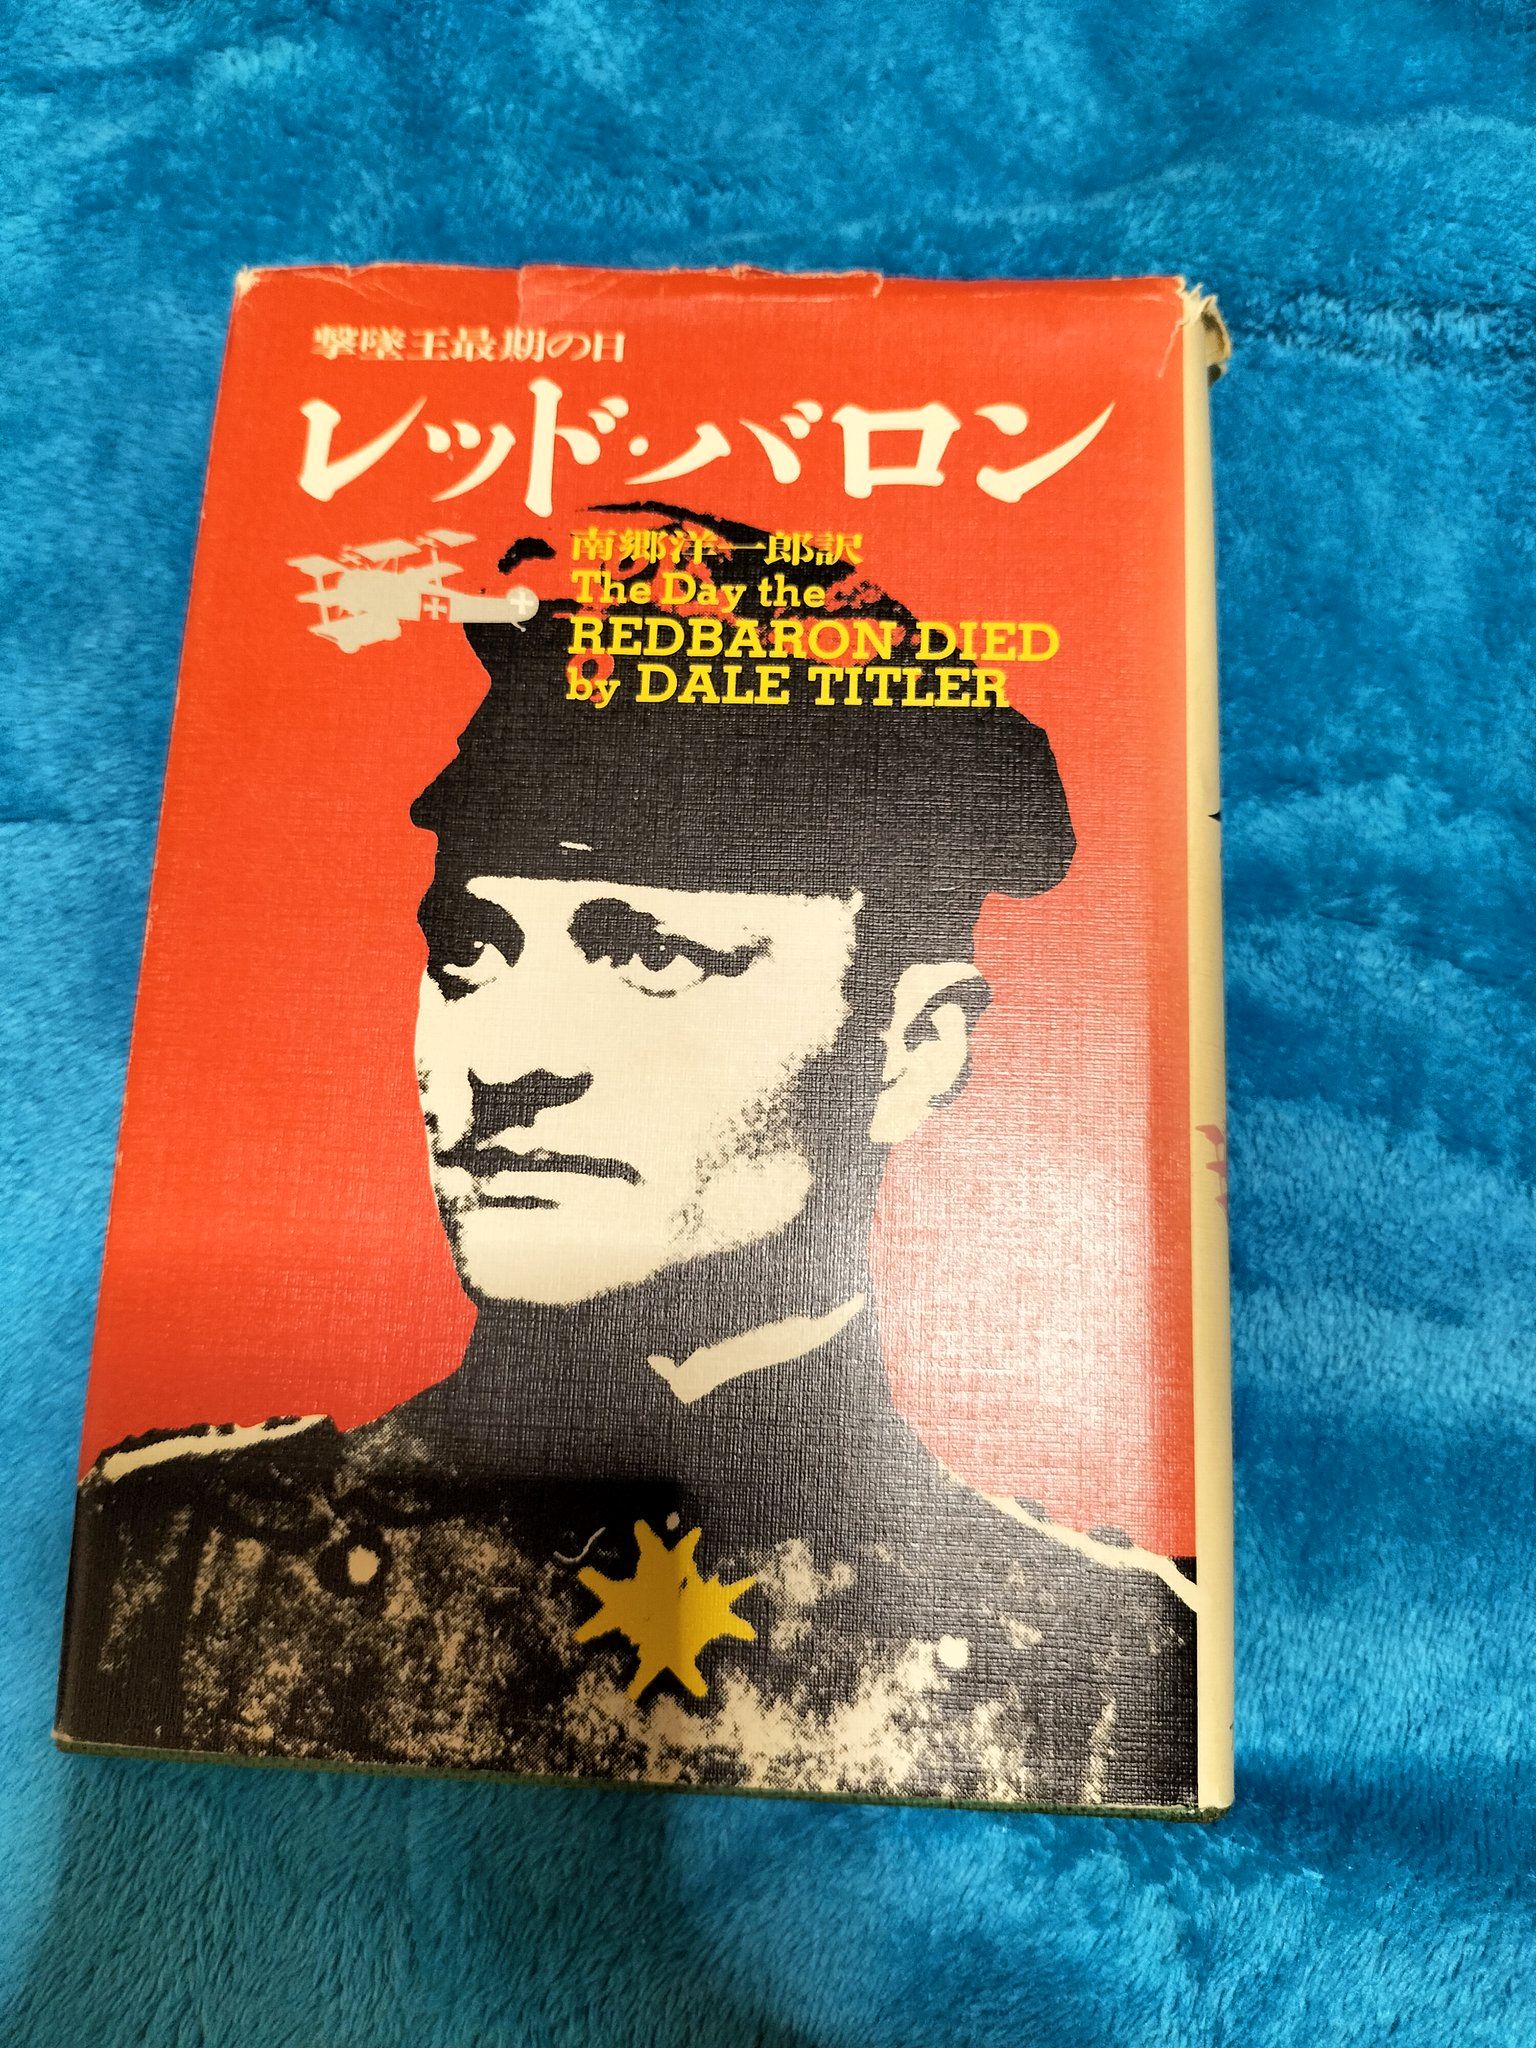 撃墜王最期の日
レッド・バロン
南郷洋一郎訳
The Day the
REDBARON DIED
by DALE TITLER